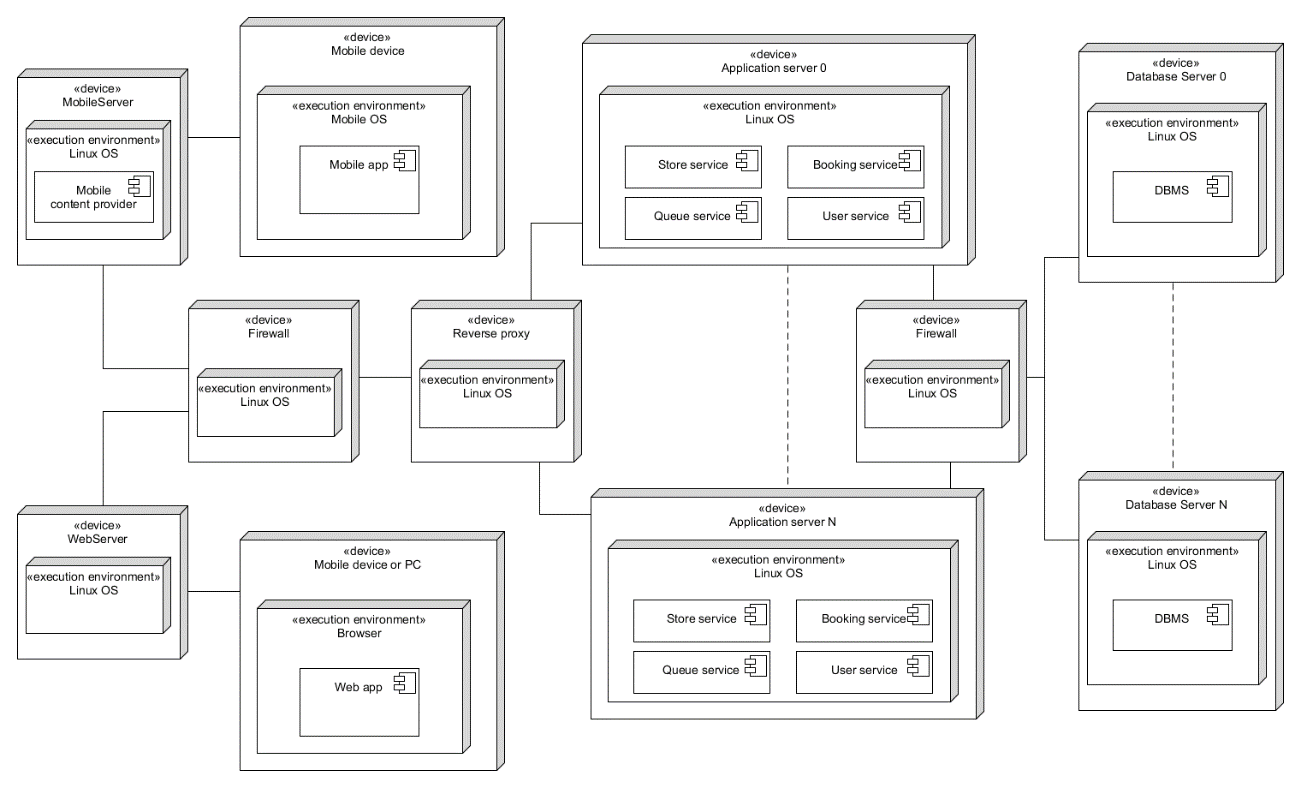 «device»
MobileServer
«execution environment»
Linux OS
Mobile
content provider
«device»
Mobile device
«execution environment»
Mobile OS
Mobile app
«device»
Application server 0
«execution environment»
Linux OS
Store service
Booking service
Queue service
User service
«device»
Database Server 0
«execution environment»
Linux OS
DBMS
«device»
Firewall
«execution environment»
Linux OS
«device»
Reverse proxy
«execution environment»
Linux OS
«device»
Firewall
«execution environment»
Linux OS
«device»
WebServer
«execution environment»
Linux OS
«device»
Mobile device or PC
«execution environment»
Browser
Web app
«device»
Application server N
«execution environment»
Linux OS
Store service
Booking service
Queue service
User service
«device»
Database Server N
«execution environment»
Linux OS
DBMS